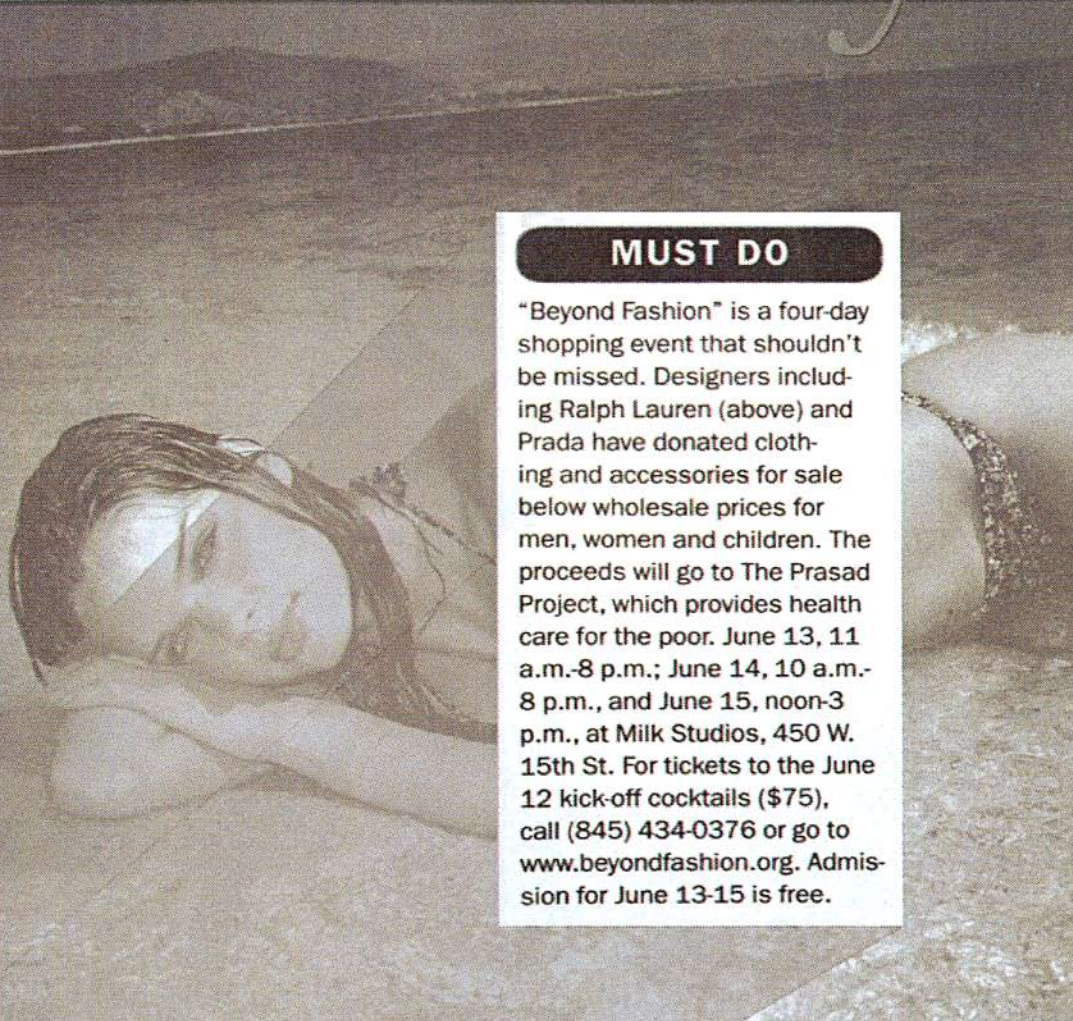 MUST DO
"Beyond Fashion" is a four-day
shopping event that shouldn't
be missed. Designers includ-
ing Ralph Lauren (above) and
Prada have donated cloth-
ing and accessories for sale
below wholesale prices for
men, women and children. The
proceeds will go to The Prasad
Project, which provides health
care for the poor. June 13, 11
a.m.-8 p.m.; June 14, 10 a.m.-
8 p.m., and June 15, noon-3
p.m., at Milk Studios, 450 W.
15th St. For tickets to the June
12 kick-off cocktails ($75),
call (845) 434-0376 or go to
www.beyondfashion.org. Admis-
sion for June 13-15 is free.